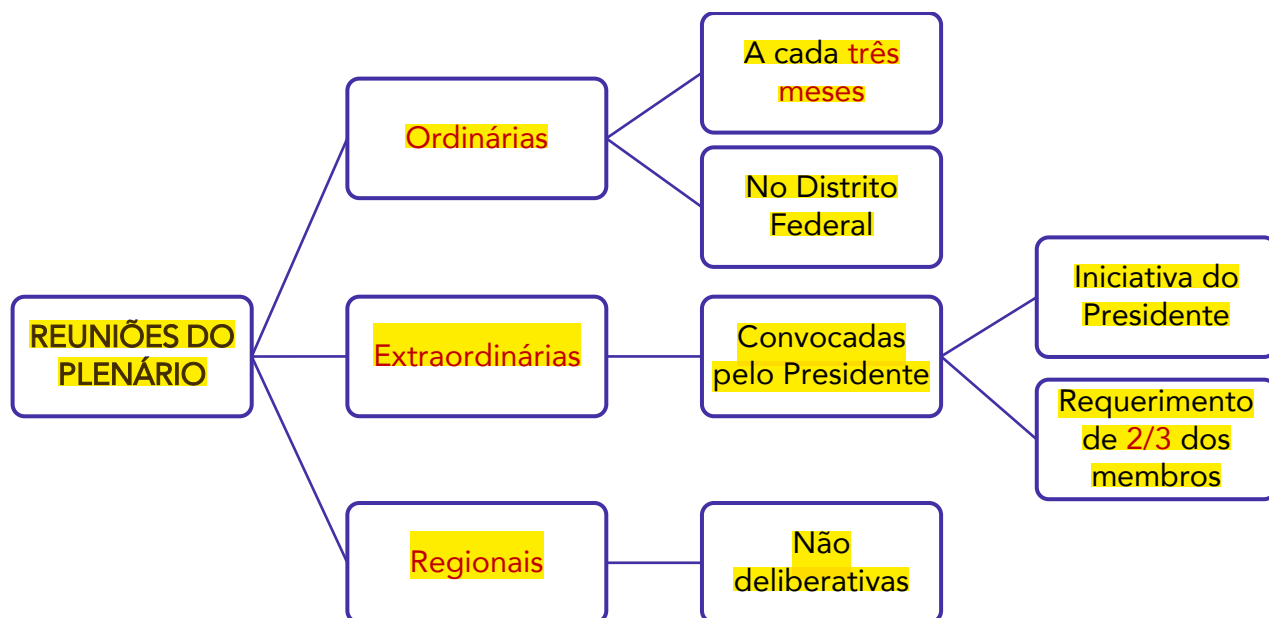 REUNIÕES DO
PLENÁRIO
Ordinárias
A cada três
meses
No Distrito
Federal
Extraordinárias
Convocadas
pelo Presidente
Iniciativa do
Presidente
Requerimento
de 2/3 dos
membros
Regionais
Não
deliberativas